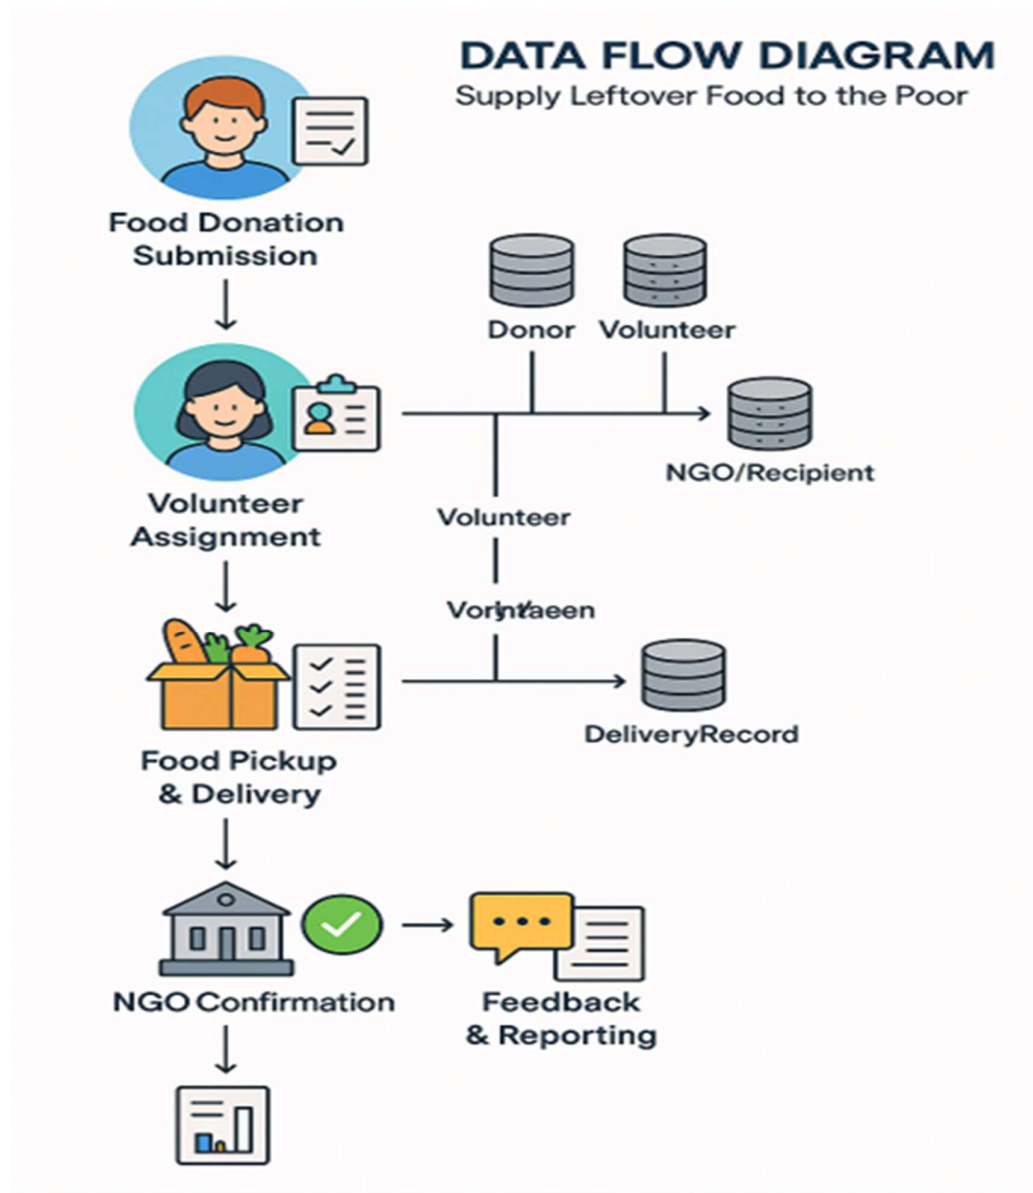 DATA FLOW DIAGRAM
Supply Leftover Food to the Poor
Food Donation
Submission
Donor
Volunteer
NGO/Recipient
Volunteer
Assignment
Volunteer
DeliveryRecord
Food Pickup
& Delivery
NGO Confirmation
Feedback
& Reporting